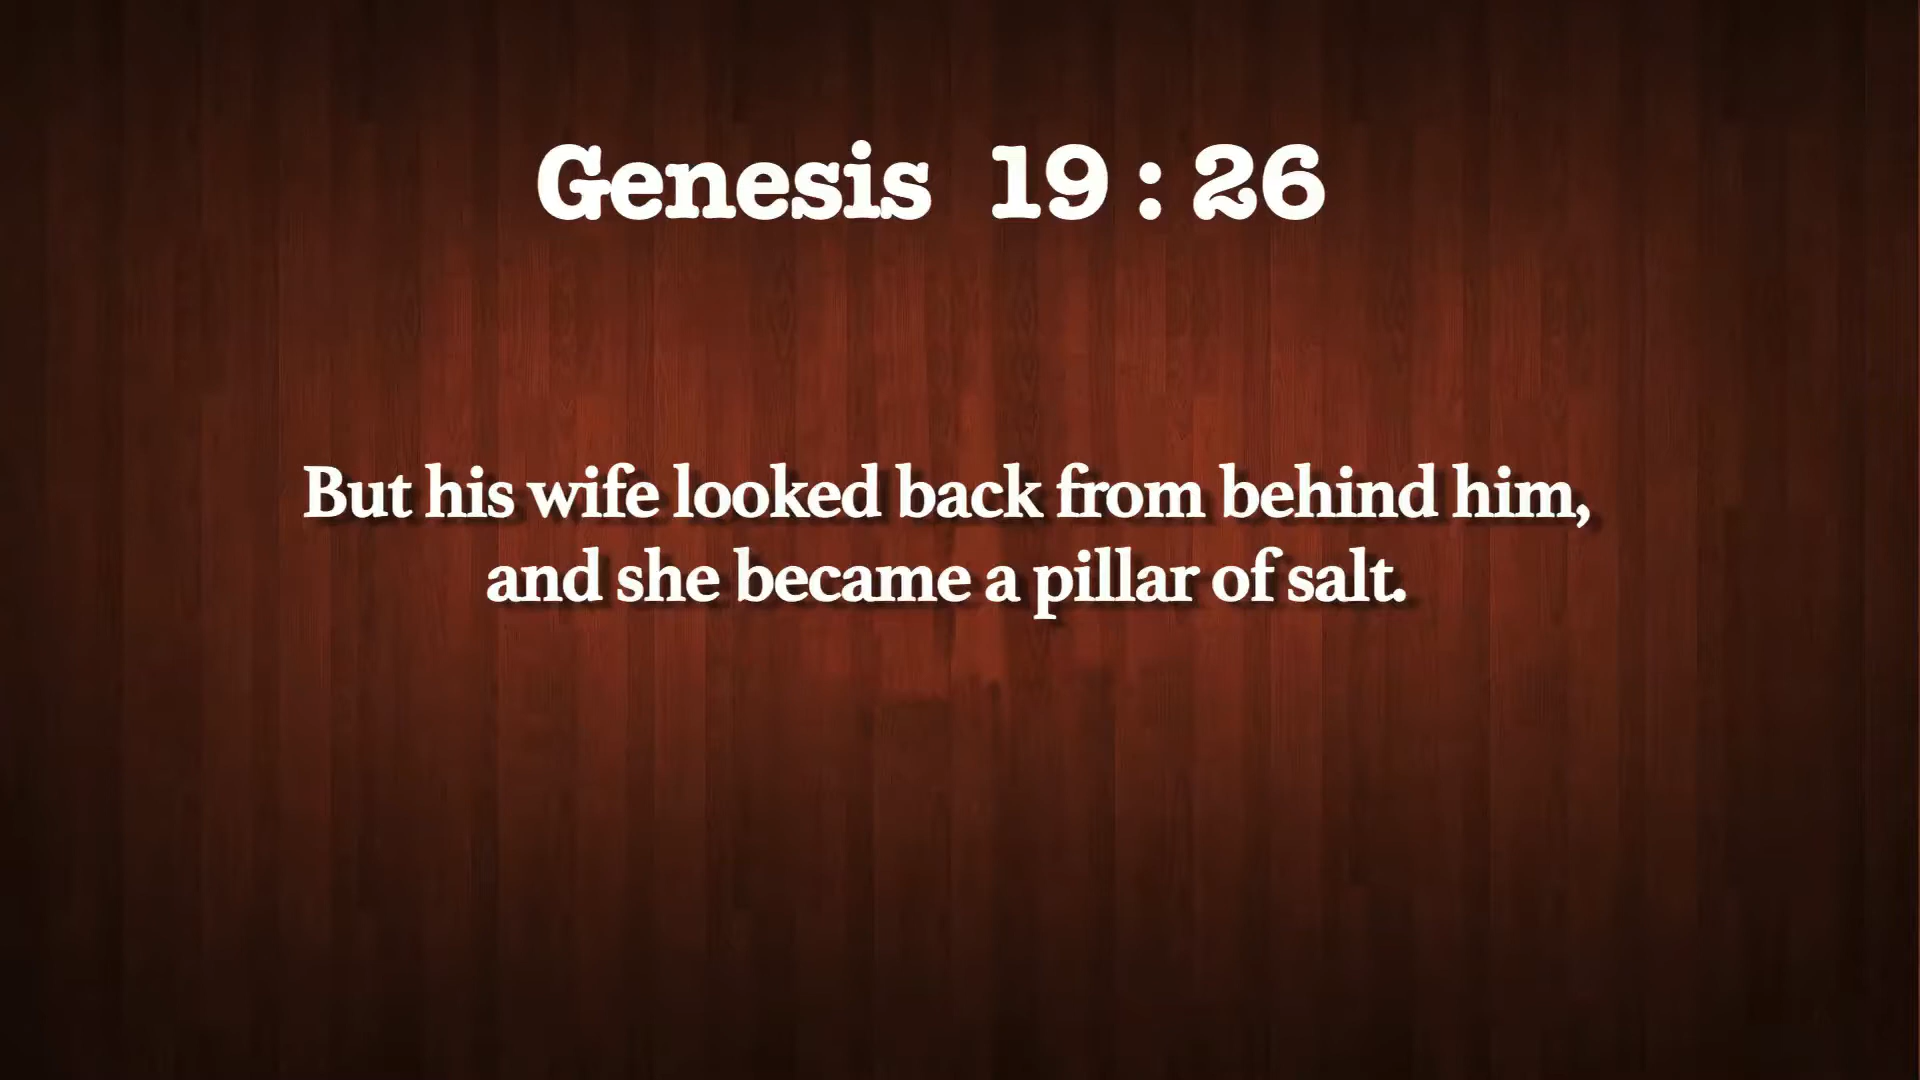 Genesis 19 : 26
But his wife looked back from behind him,
and she became a pillar of salt.